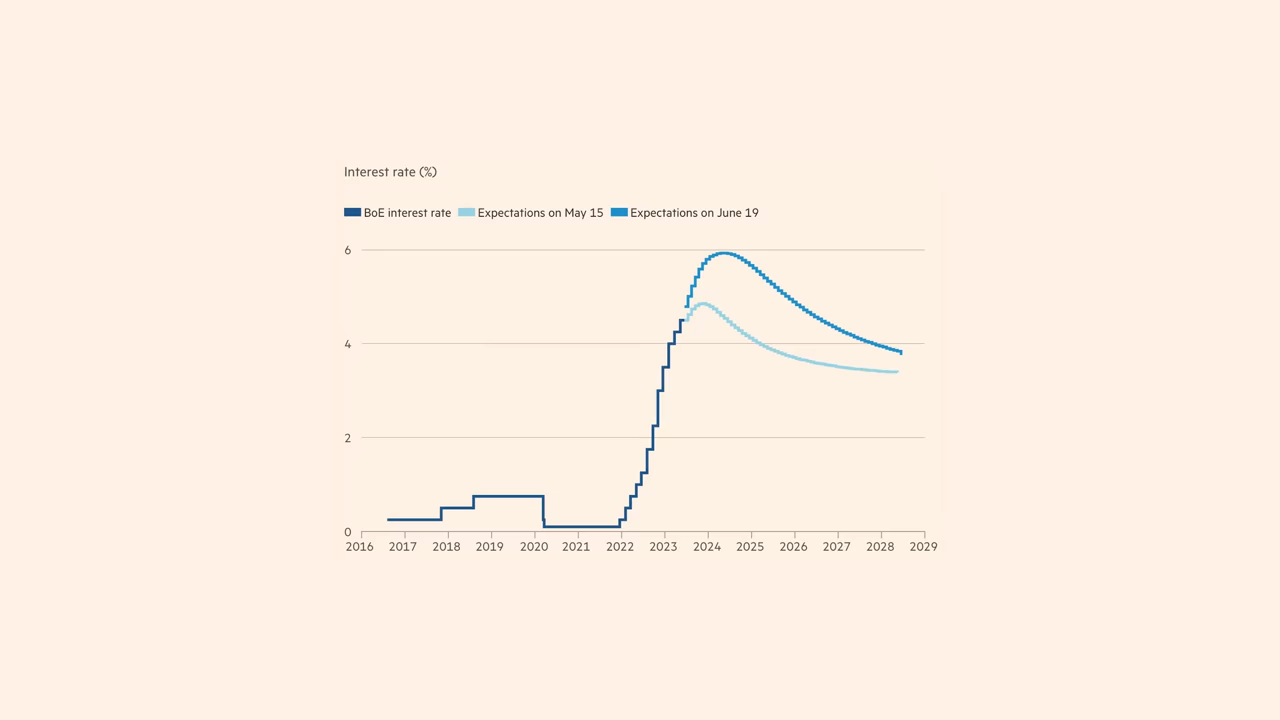 Interest rate (%)
BoE interest rate Expectations on May 15 Expectations on June 19
6
4
2
0
2016 2017 2018 2019 2020 2021 2022 2023 2024 2025 2026 2027 2028 2029